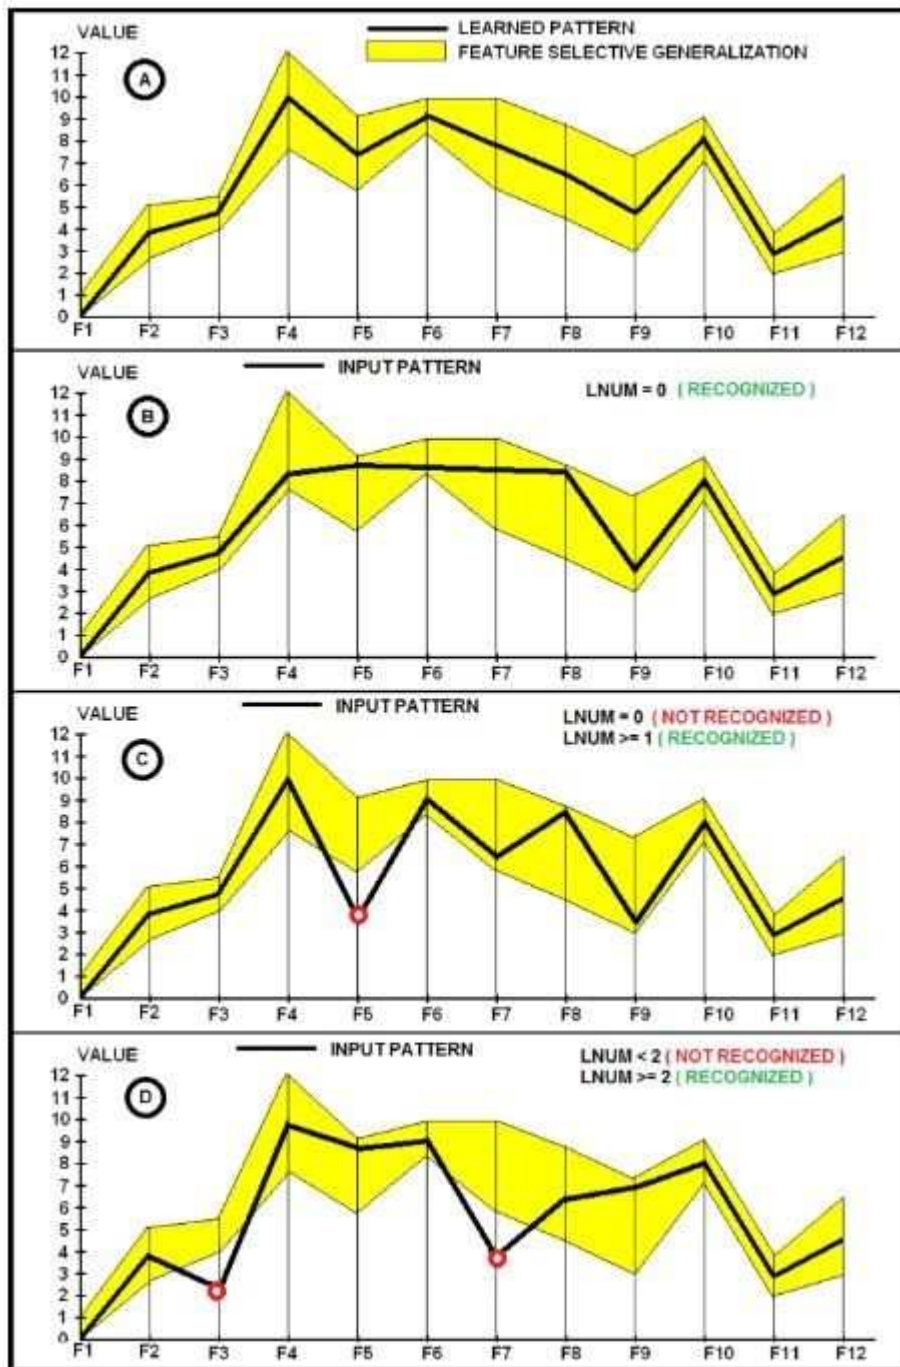 VALUE
LEARNED PATTERN
FEATURE SELECTIVE GENERALIZATION
A
12
11
10
9
8
7
6
5
4
3
2
1
0
F1 F2 F3 F4 F5 F6 F7 F8 F9 F10 F11 F12
VALUE
INPUT PATTERN
LNUM = 0 ( RECOGNIZED )
B
12
11
10
9
8
7
6
5
4
3
2
1
0
F1 F2 F3 F4 F5 F6 F7 F8 F9 F10 F11 F12
VALUE
INPUT PATTERN
LNUM = 0 ( NOT RECOGNIZED )
LNUM >= 1 ( RECOGNIZED )
C
12
11
10
9
8
7
6
5
4
3
2
1
0
F1 F2 F3 F4 F5 F6 F7 F8 F9 F10 F11 F12
VALUE
INPUT PATTERN
LNUM < 2 ( NOT RECOGNIZED )
LNUM >= 2 ( RECOGNIZED )
D
12
11
10
9
8
7
6
5
4
3
2
1
0
F1 F2 F3 F4 F5 F6 F7 F8 F9 F10 F11 F12